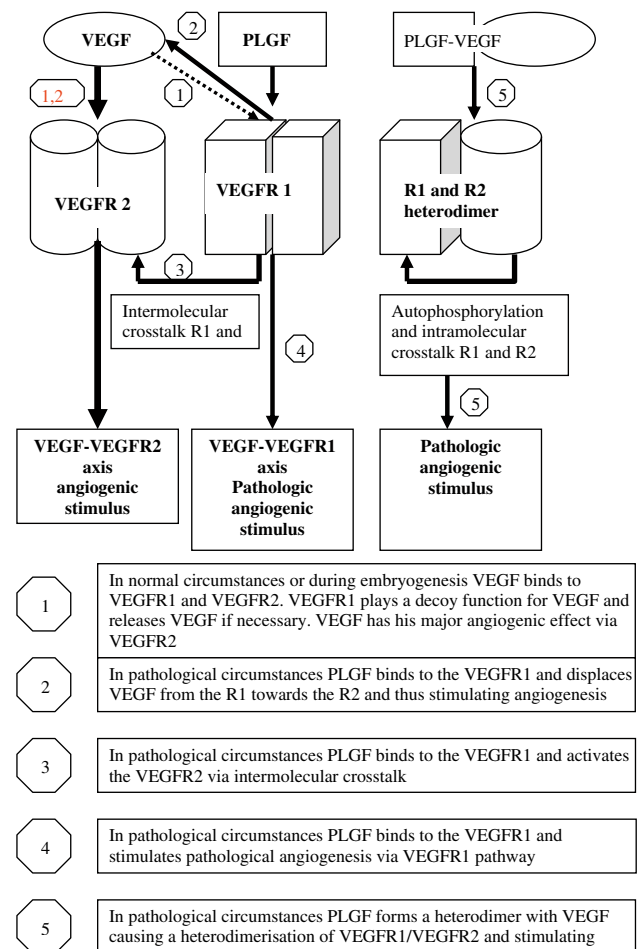 VEGF
2
PLGF
PLGF-VEGF
1,2
1
5
VEGFR 2
VEGFR 1
R1 and R2
heterodimer
3
Intermolecular
crosstalk R1 and
4
Autophosphorylation
and intramolecular
crosstalk R1 and R2
5
VEGF-VEGFR2
axis
angiogenic
stimulus
VEGF-VEGFR1
axis
Pathologic
angiogenic
stimulus
Pathologic
angiogenic
stimulus
1
In normal circumstances or during embryogenesis VEGF binds to
VEGFR1 and VEGFR2. VEGFR1 plays a decoy function for VEGF and
releases VEGF if necessary. VEGF has his major angiogenic effect via
VEGFR2
2
In pathological circumstances PLGF binds to the VEGFR1 and displaces
VEGF from the R1 towards the R2 and thus stimulating angiogenesis
3
In pathological circumstances PLGF binds to the VEGFR1 and activates
the VEGFR2 via intermolecular crosstalk
4
In pathological circumstances PLGF binds to the VEGFR1 and
stimulates pathological angiogenesis via VEGFR1 pathway
5
In pathological circumstances PLGF forms a heterodimer with VEGF
causing a heterodimerisation of VEGFR1/VEGFR2 and stimulating